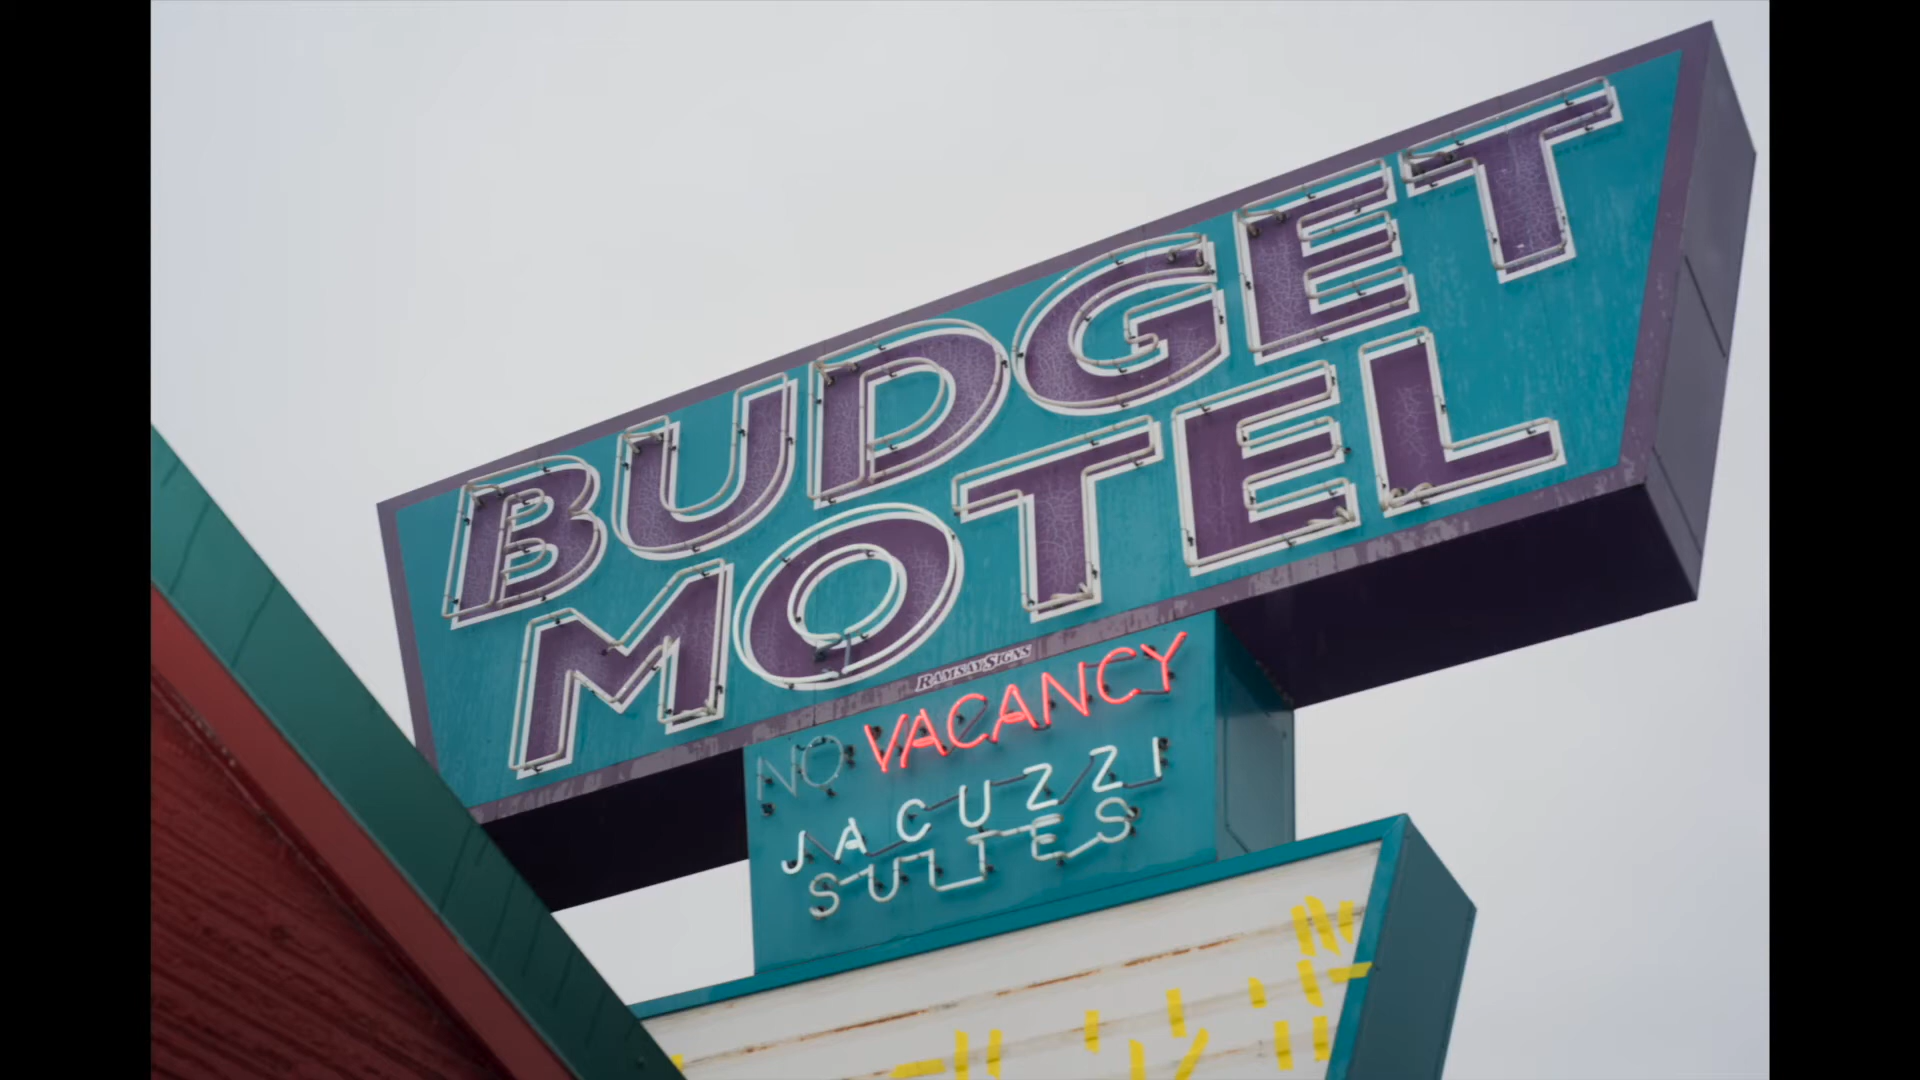 BUDGET
MOTEL
RAMSAY SIGNS
NO VACANCY
JACUZZI
SUITES